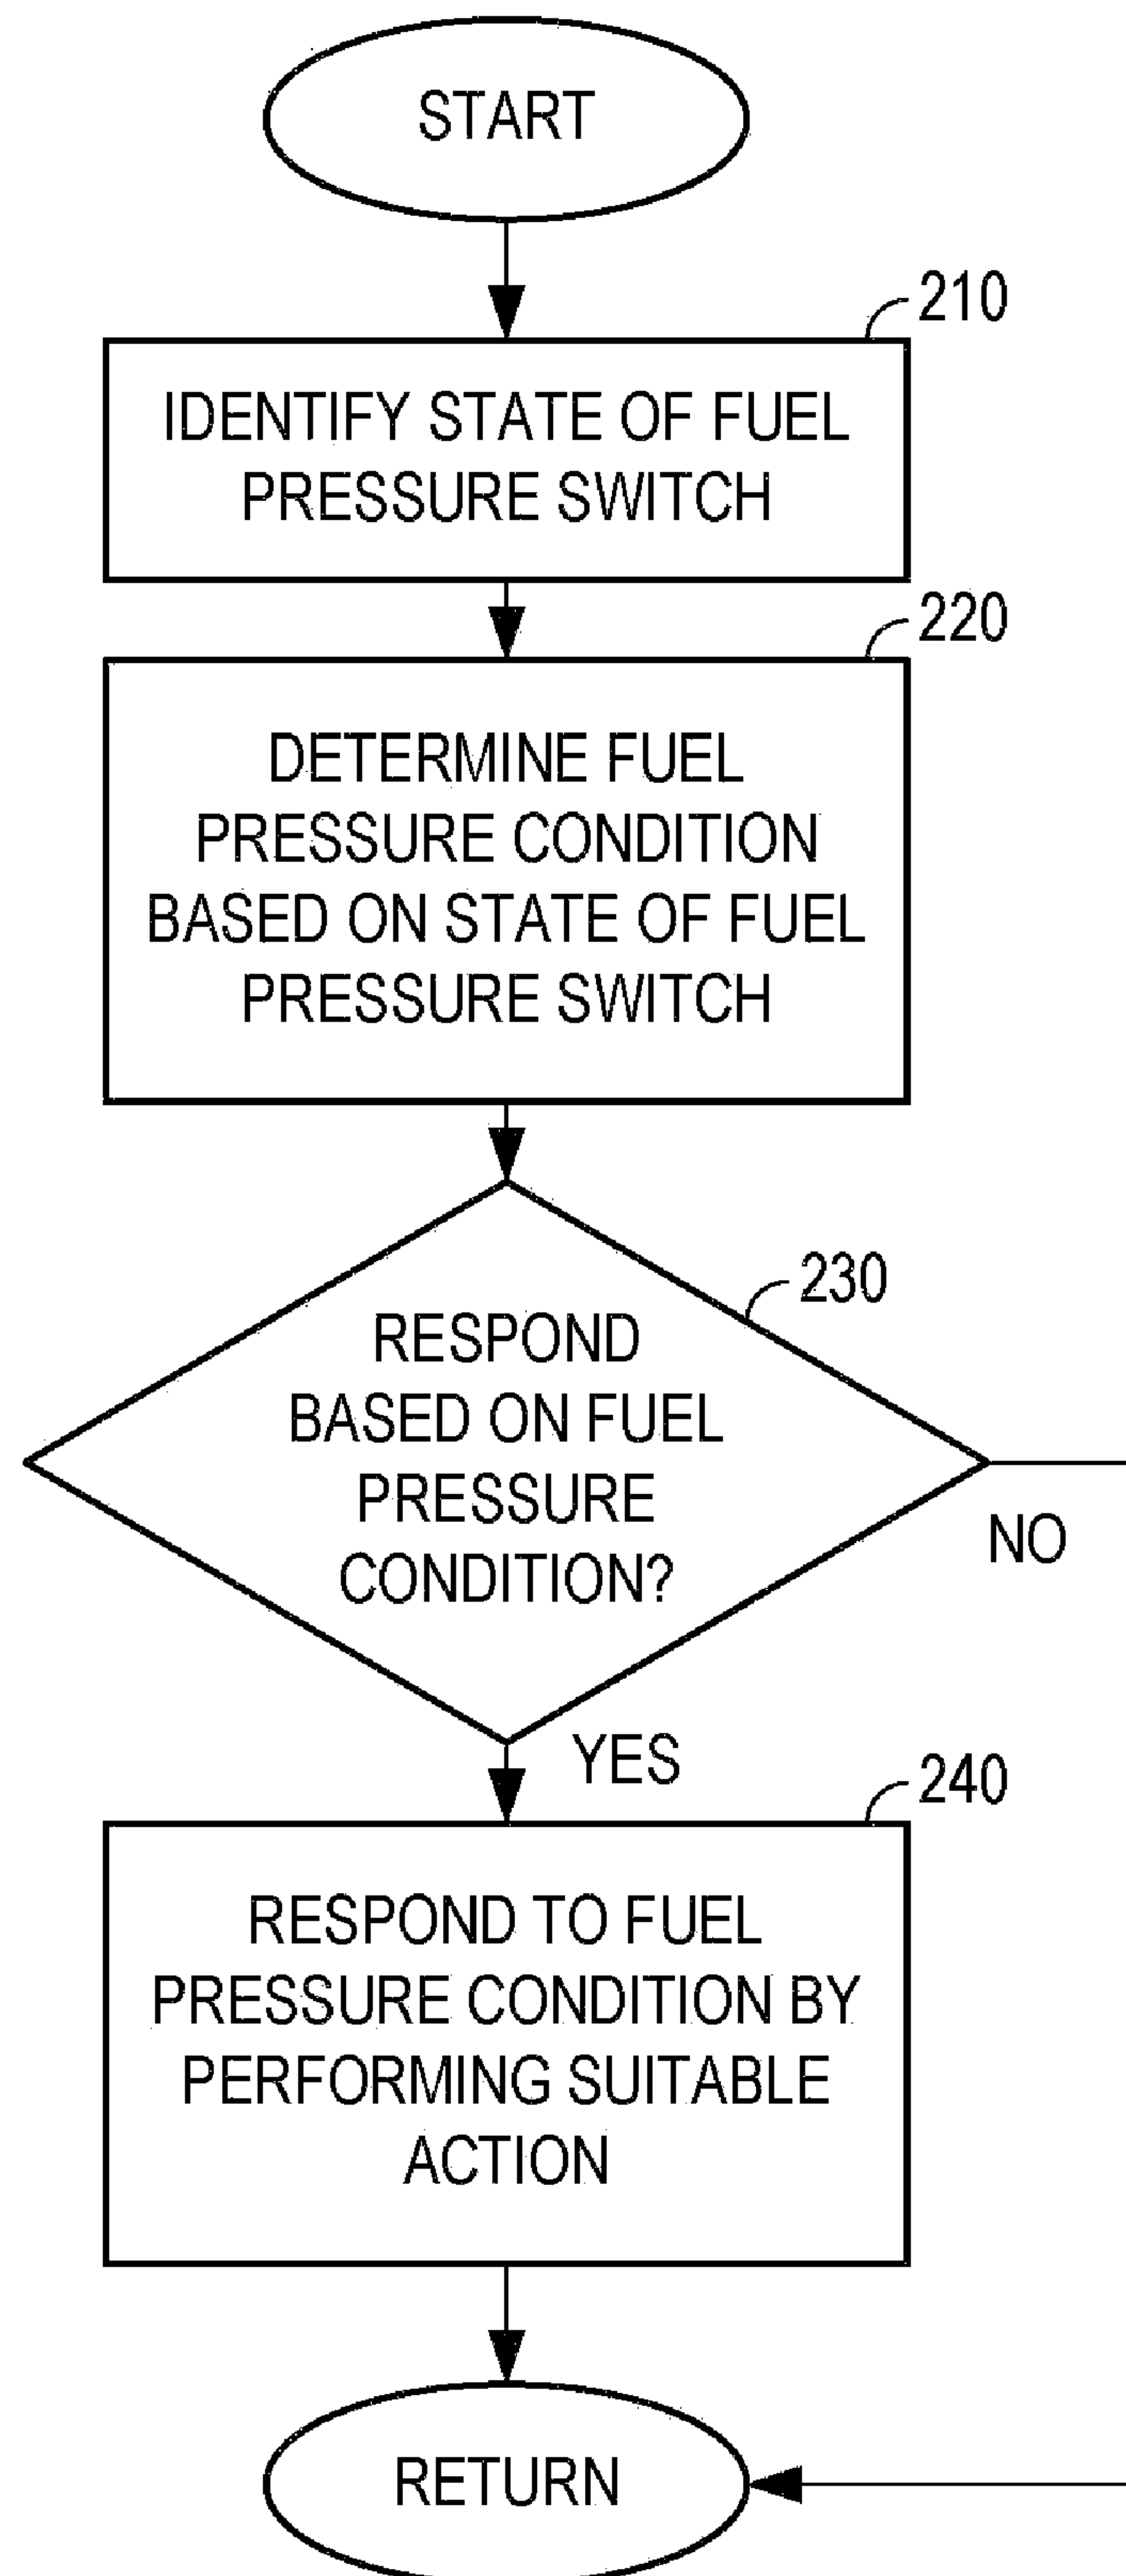 START
210
IDENTIFY STATE OF FUEL
PRESSURE SWITCH
220
DETERMINE FUEL
PRESSURE CONDITION
BASED ON STATE OF FUEL
PRESSURE SWITCH
230
RESPOND
BASED ON FUEL
PRESSURE
CONDITION?
NO
YES
240
RESPOND TO FUEL
PRESSURE CONDITION BY
PERFORMING SUITABLE
ACTION
RETURN